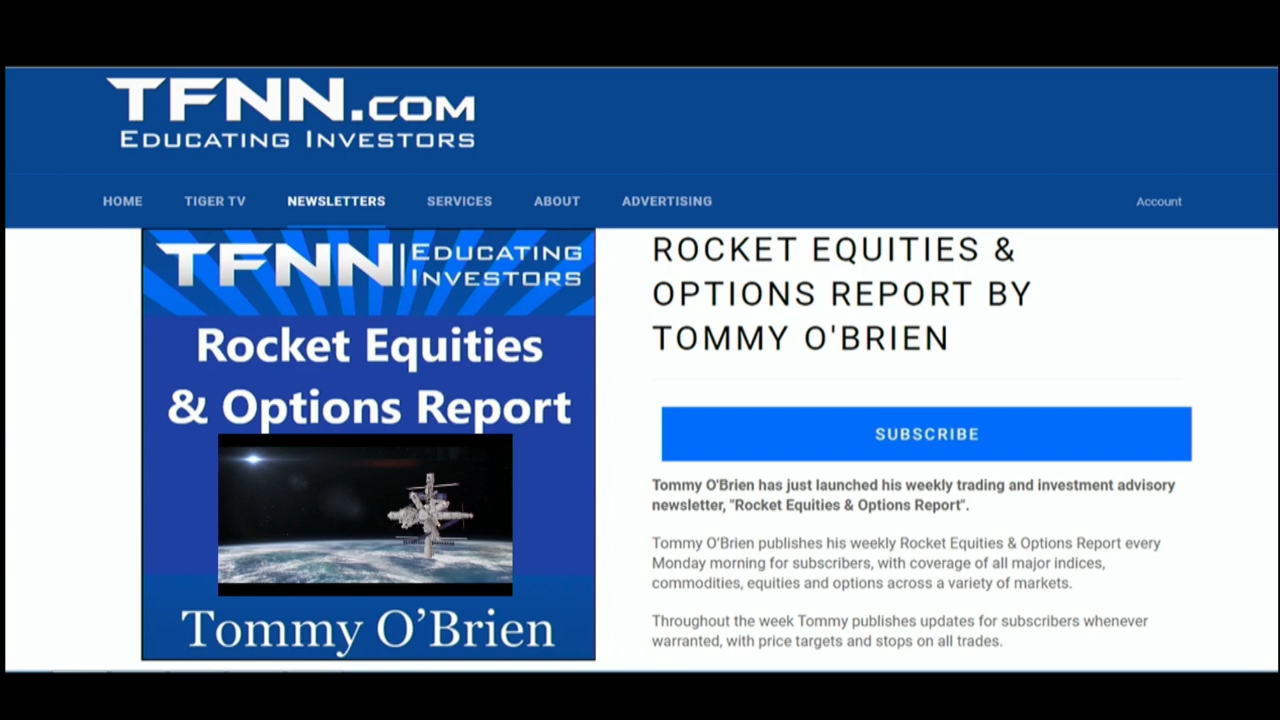 TFNN.COM
EDUCATING INVESTORS
HOME TIGER TV NEWSLETTERS SERVICES ABOUT ADVERTISING Account
TFNN EDUCATING
INVESTORS
Rocket Equities
& Options Report
Tommy O’Brien
ROCKET EQUITIES &
OPTIONS REPORT BY
TOMMY O'BRIEN
SUBSCRIBE
Tommy O'Brien has just launched his weekly trading and investment advisory
newsletter, "Rocket Equities & Options Report".
Tommy O'Brien publishes his weekly Rocket Equities & Options Report every
Monday morning for subscribers, with coverage of all major indices,
commodities, equities and options across a variety of markets.
Throughout the week Tommy publishes updates for subscribers whenever
warranted, with price targets and stops on all trades.